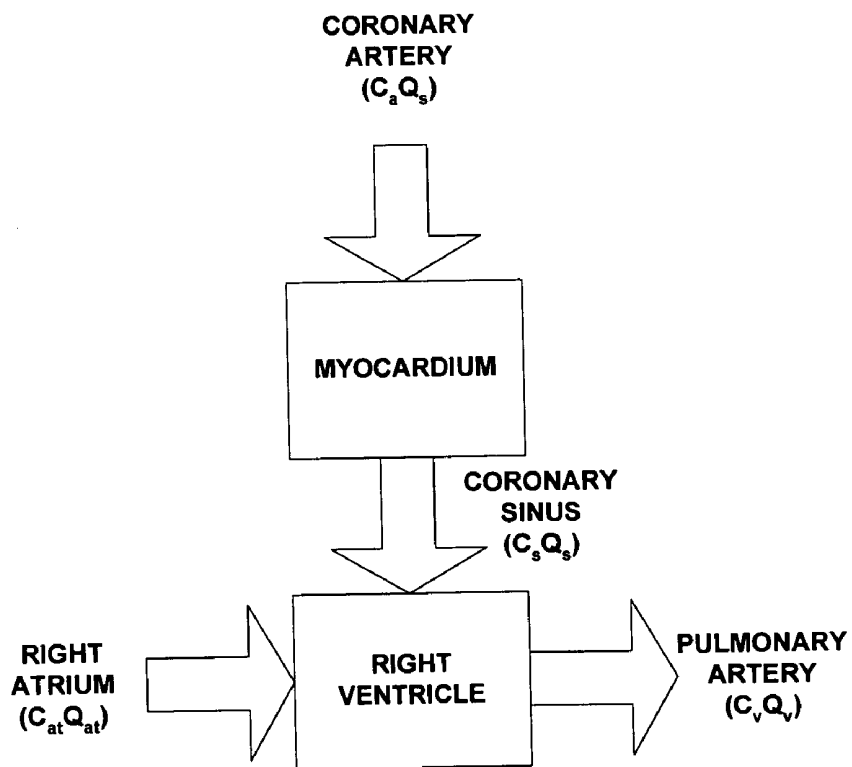 CORONARY
ARTERY
(CaQs)
MYOCARDIUM
CORONARY
SINUS
(CsQs)
RIGHT
ATRIUM
(CatQat)
RIGHT
VENTRICLE
PULMONARY
ARTERY
(CvQv)